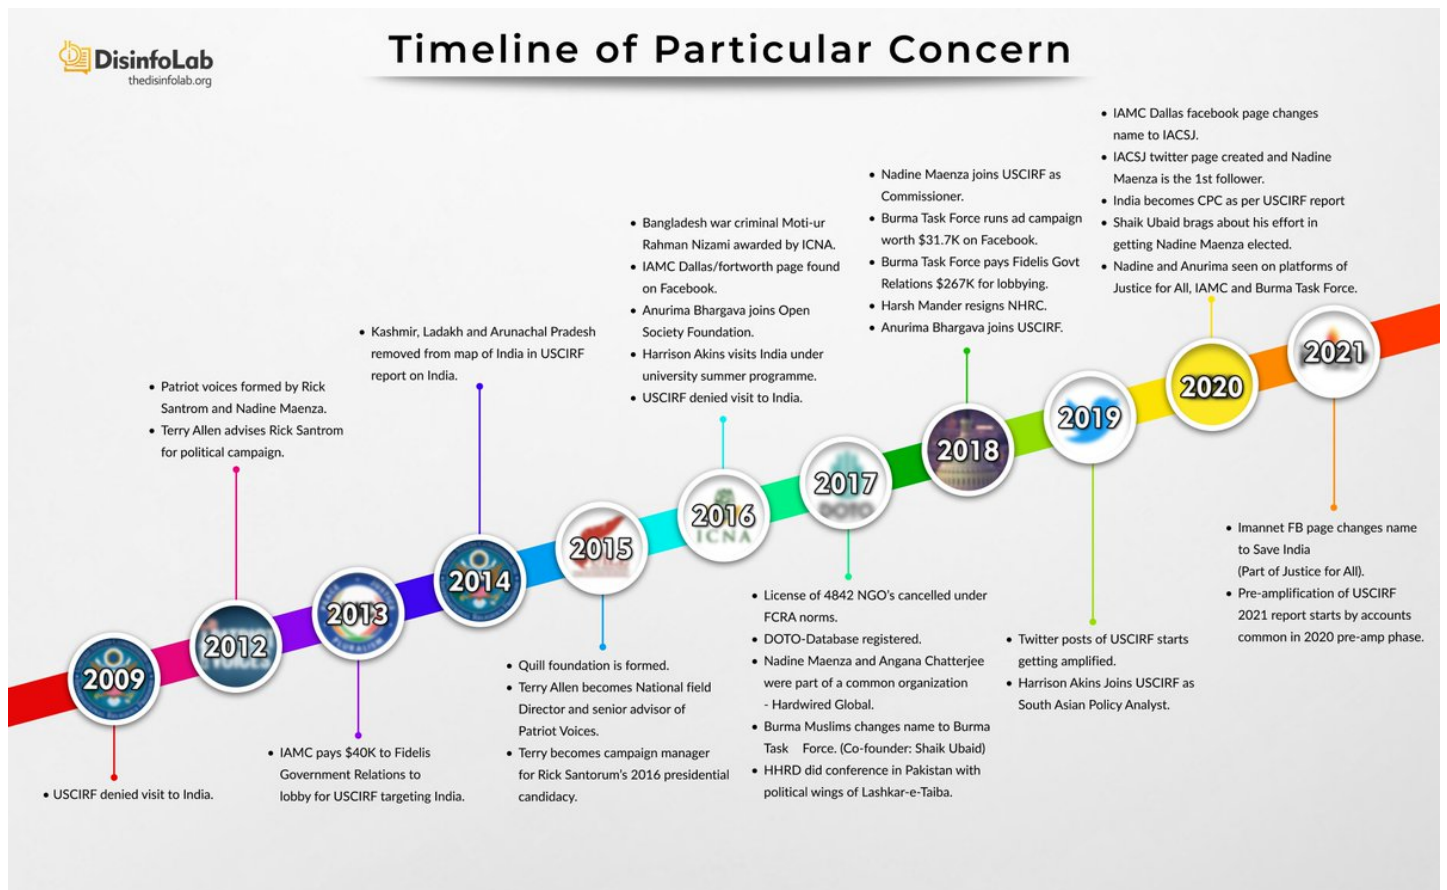 DisinfoLab
thedisinfolab.org
Timeline of Particular Concern
2009
• USCIRF denied visit to India.
2012
• Patriot voices formed by Rick
Santrom and Nadine Maenza.
• Terry Allen advises Rick Santrom
for political campaign.
2013
• IAMC pays $40K to Fidelis
Government Relations to
lobby for USCIRF targeting India.
2014
• Kashmir, Ladakh and Arunachal Pradesh
removed from map of India in USCIRF
report on India.
2015
• Quill foundation is formed.
• Terry Allen becomes National field
Director and senior advisor of
Patriot Voices.
• Terry becomes campaign manager
for Rick Santorum's 2016 presidential
candidacy.
2016
ICNA
• Bangladesh war criminal Moti-ur
Rahman Nizami awarded by ICNA.
• IAMC Dallas/fortworth page found
on Facebook.
• Anurima Bhargava joins Open
Society Foundation.
• Harrison Akins visits India under
university summer programme.
• USCIRF denied visit to India.
2017
DOTO
• License of 4842 NGO's cancelled under
FCRA norms.
• DOTO-Database registered.
• Nadine Maenza and Angana Chatterjee
were part of a common organization
- Hardwired Global.
• Burma Muslims changes name to Burma
Task Force. (Co-founder: Shaik Ubaid)
• HHRD did conference in Pakistan with
political wings of Lashkar-e-Taiba.
2018
• Nadine Maenza joins USCIRF as
Commissioner.
• Burma Task Force runs ad campaign
worth $31.7K on Facebook.
• Burma Task Force pays Fidelis Govt
Relations $267K for lobbying.
• Harsh Mander resigns NHRC.
• Anurima Bhargava joins USCIRF.
2019
• Twitter posts of USCIRF starts
getting amplified.
• Harrison Akins Joins USCIRF as
South Asian Policy Analyst.
2020
• IAMC Dallas facebook page changes
name to IACSJ.
• IACSJ twitter page created and Nadine
Maenza is the 1st follower.
• India becomes CPC as per USCIRF report
• Shaik Ubaid brags about his effort in
getting Nadine Maenza elected.
• Nadine and Anurima seen on platforms of
Justice for All, IAMC and Burma Task Force.
2021
• Imannet FB page changes name
to Save India
(Part of Justice for All).
• Pre-amplification of USCIRF
2021 report starts by accounts
common in 2020 pre-amp phase.